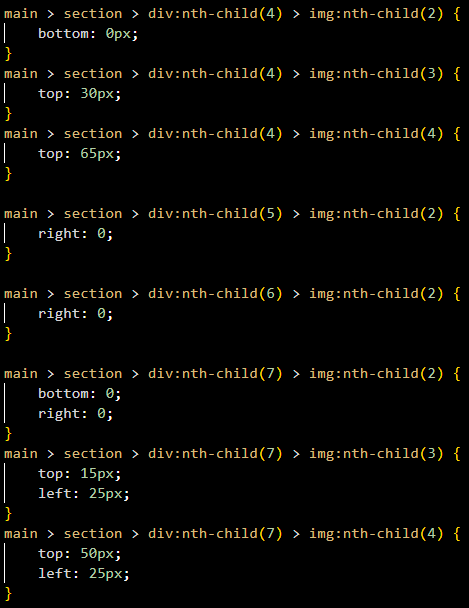 main > section > div:nth-child(4) > img:nth-child(2) {
    bottom: 0px;
}
main > section > div:nth-child(4) > img:nth-child(3) {
    top: 30px;
}
main > section > div:nth-child(4) > img:nth-child(4) {
    top: 65px;
}

main > section > div:nth-child(5) > img:nth-child(2) {
    right: 0;
}

main > section > div:nth-child(6) > img:nth-child(2) {
    right: 0;
}

main > section > div:nth-child(7) > img:nth-child(2) {
    bottom: 0;
    right: 0;
}
main > section > div:nth-child(7) > img:nth-child(3) {
    top: 15px;
    left: 25px;
}
main > section > div:nth-child(7) > img:nth-child(4) {
    top: 50px;
    left: 25px;
}